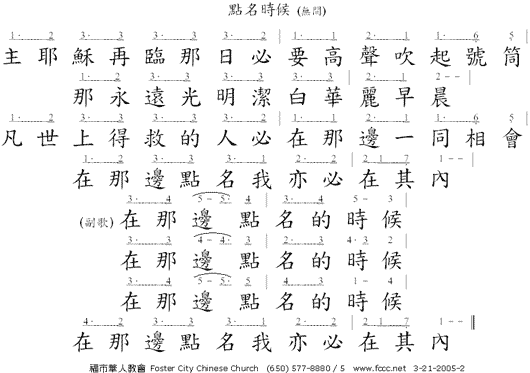 點名時候 (無間)
1· 2 3· 3 3· 3 3· 2 1· 1 2· 1 1· 6 5
主耶穌再臨那日必要高聲吹起號筒
1· 2 3· 3 3· 3 3· 1 3· 3 2· 1 2 - -
那永遠光明潔白華麗早晨
1· 2 3· 3 3· 3 3· 2 1· 1 2· 1 1· 6 5
凡世上得救的人必在那邊一同相會
1· 2 3· 3 3· 1 2· 2 2 1 7 1 - -
在那邊點名我亦必在其內
3· 4 5 - 5· 4 3· 4 5 - 3
(副歌) 在那邊點名的時候
3· 3 4 - 4· 3 2· 3 4·3 2
在那邊點名的時候
3· 4 5 - 5· 5 4· 3 1 - 4
在那邊點名的時候
4· 2 3· 3 3· 1 2· 2 2 1 7 1 - -
在那邊點名我亦必在其內
福市華人教會 Foster City Chinese Church (650) 577-8880 / 5 www.fccc.net 3-21-2005-2